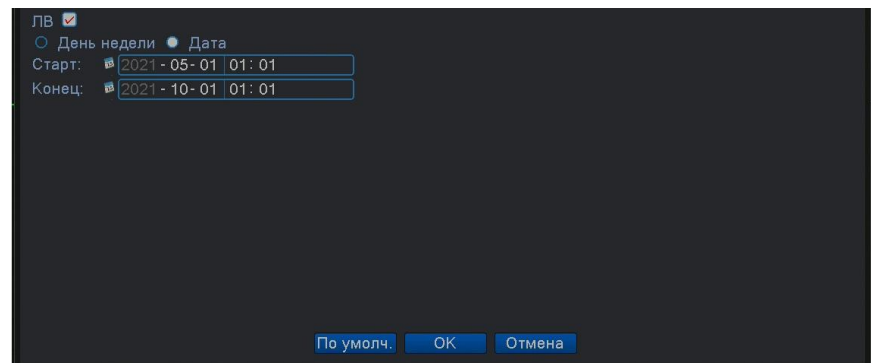 ЛВ
День недели Дата
Старт: 2021-05-01 01:01
Конец: 2021-10-01 01:01
По умолч. OK Отмена